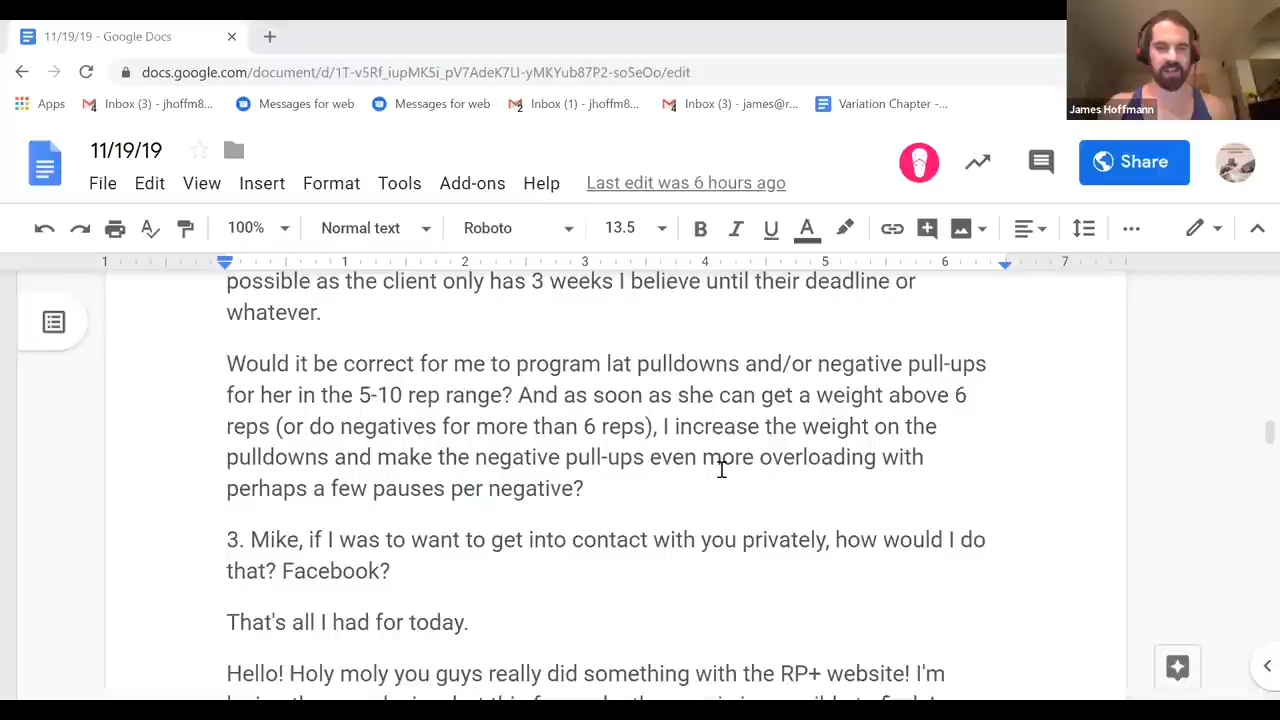 11/19/19 - Google Docs
docs.google.com/document/d/1T-v5Rf_iupMK5i_pV7AdeK7LI-yMKYub87P2-so5eOo/edit
Apps Inbox (3) - jhoffm8... Messages for web Messages for web Inbox (1) - jhoffm8... Inbox (3) - james@r... Variation Chapter -...
James Hoffmann
11/19/19
Share
File Edit View Insert Format Tools Add-ons Help Last edit was 6 hours ago
100% Normal text Roboto 13.5 B I U A
1 1 2 3 4 5 6 7
possible as the client only has 3 weeks I believe until their deadline or
whatever.
Would it be correct for me to program lat pulldowns and/or negative pull-ups
for her in the 5-10 rep range? And as soon as she can get a weight above 6
reps (or do negatives for more than 6 reps), I increase the weight on the
pulldowns and make the negative pull-ups even more overloading with
perhaps a few pauses per negative?
3. Mike, if I was to want to get into contact with you privately, how would I do
that? Facebook?
That's all I had for today.
Hello! Holy moly you guys really did something with the RP+ website! I'm